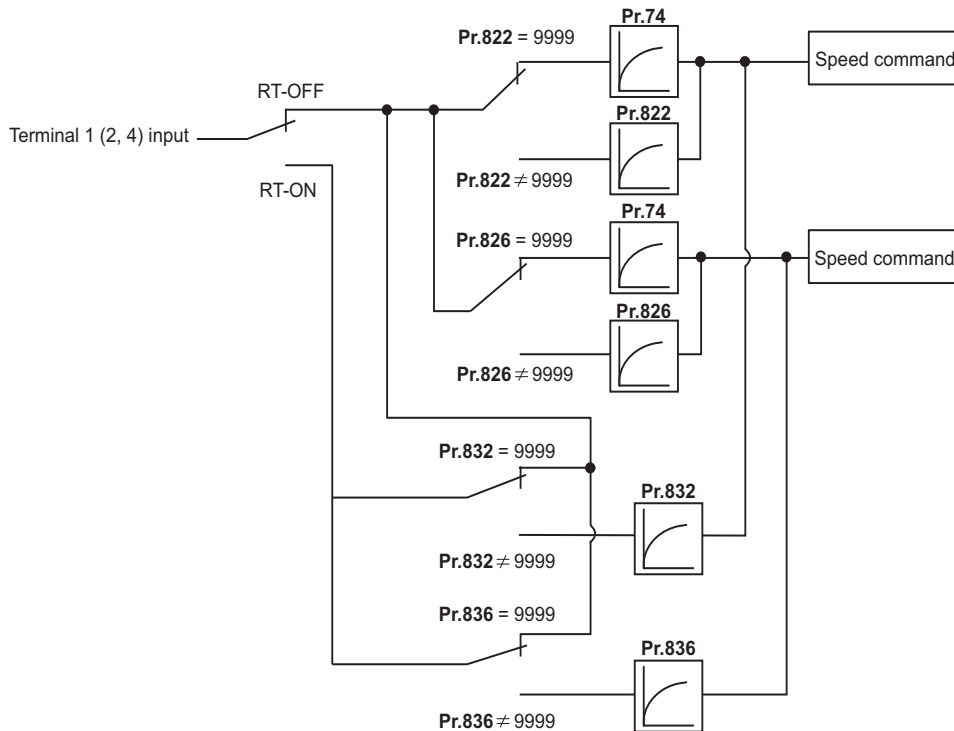 Pr.74
Pr.822 = 9999
Speed command
RT-OFF
Pr.822
Terminal 1 (2, 4) input
Pr.822 ≠ 9999
RT-ON
Pr.74
Pr.826 = 9999
Speed command
Pr.826
Pr.826 ≠ 9999
Pr.832 = 9999
Pr.832
Pr.832 ≠ 9999
Pr.836 = 9999
Pr.836
Pr.836 ≠ 9999